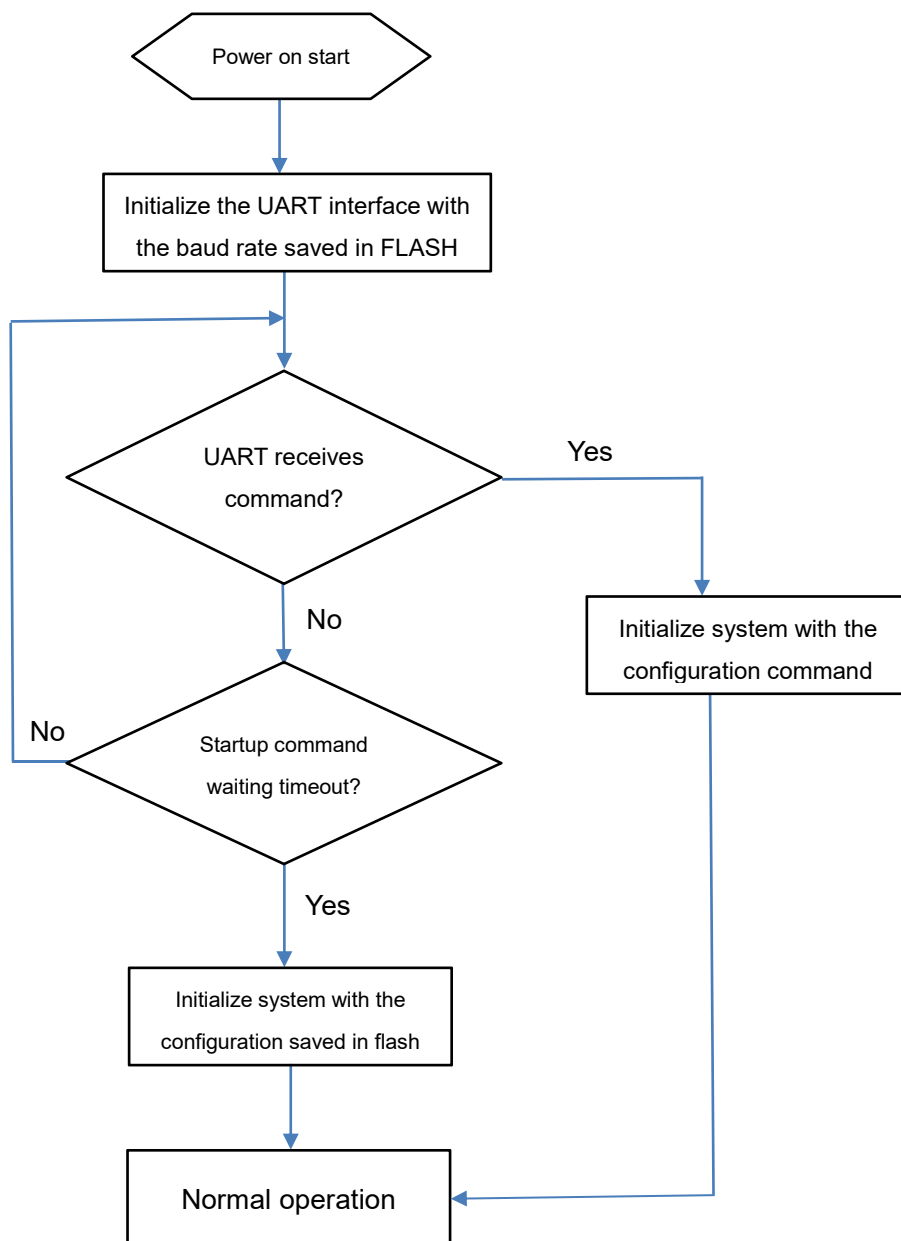 Power on start
Initialize the UART interface with
the baud rate saved in FLASH
UART receives
command?
Yes
No
Initialize system with the
configuration command
No
Startup command
waiting timeout?
Yes
Initialize system with the
configuration saved in flash
Normal operation